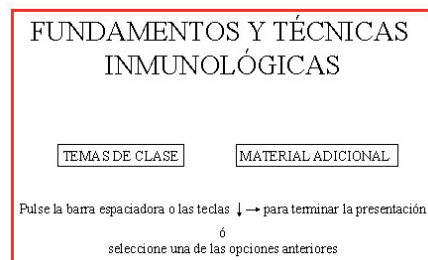 FUNDAMENTOS Y TÉCNICAS
INMUNOLÓGICAS
TEMAS DE CLASE
MATERIAL ADICIONAL
Pulse la barra espaciadora o las teclas ↓ → para terminar la presentación
ó
seleccione una de las opciones anteriores